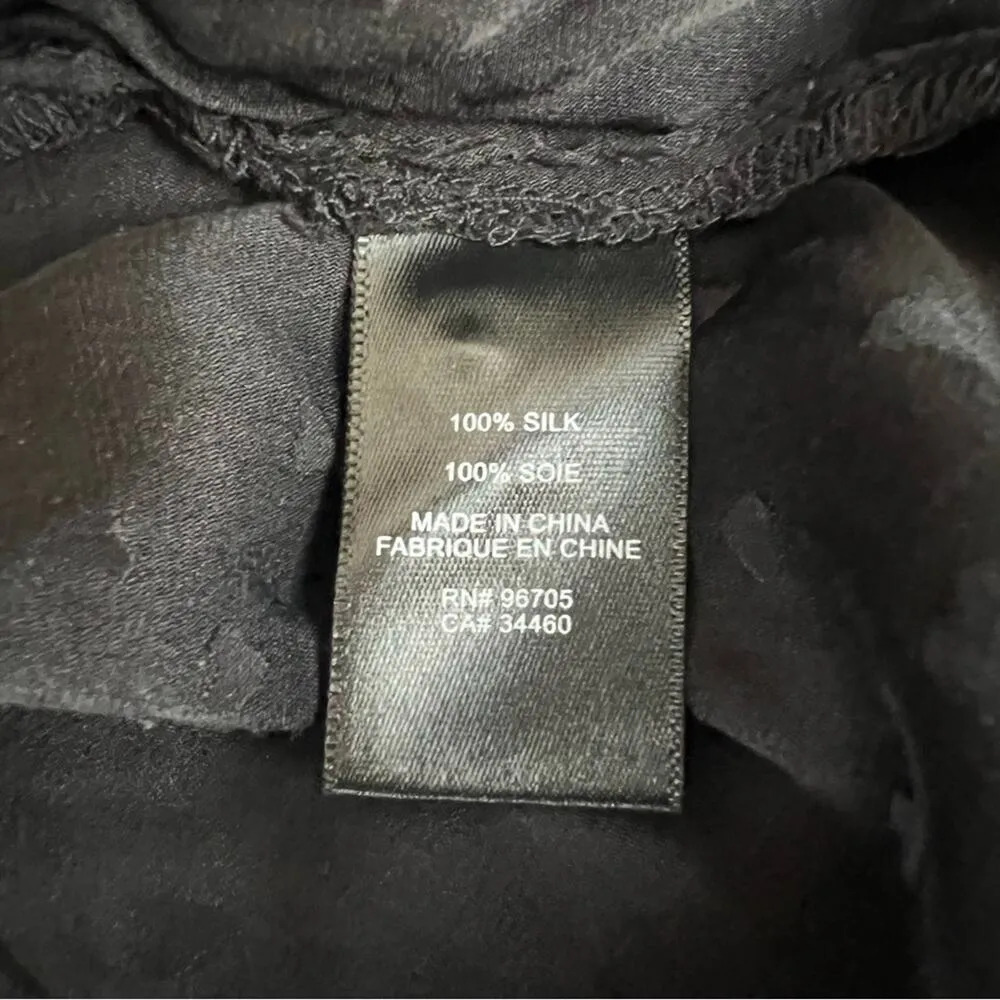 100% SILK
100% SOIE
MADE IN CHINA
FABRIQUE EN CHINE
RN# 96705
CA# 34460